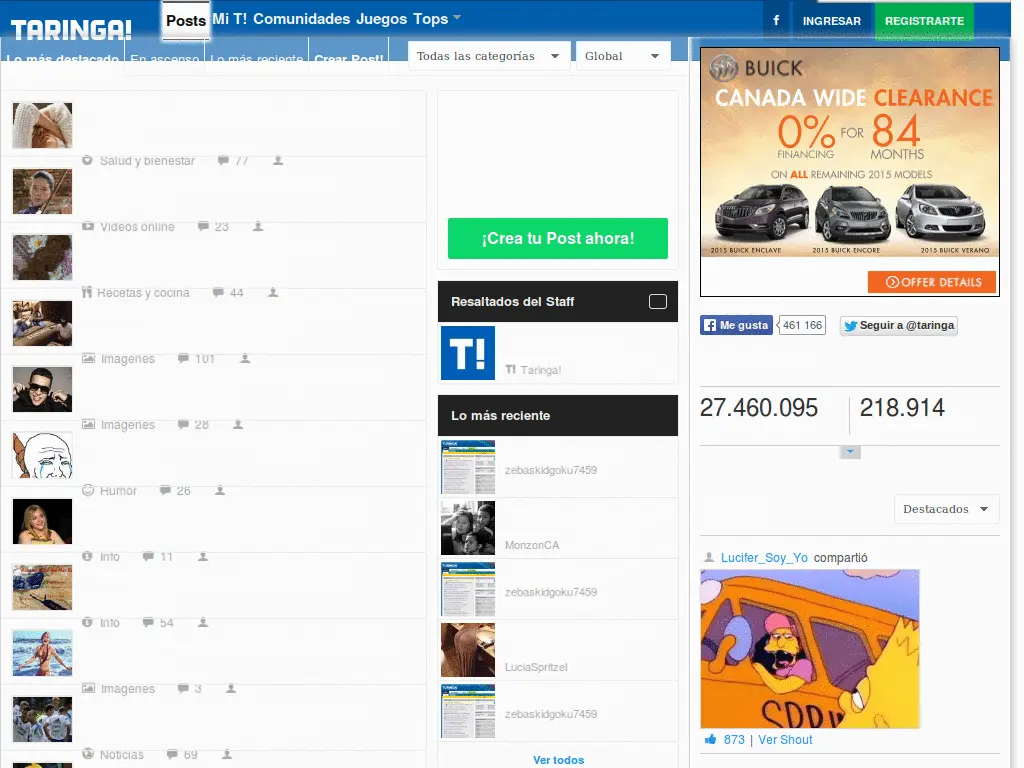 TARINGA!
Posts
Mi T!
Comunidades
Juegos
Tops
f
INGRESAR
REGISTRARTE
Lo más destacado
En ascenso
Lo más reciente
Crear Post!
Todas las categorías
Global
Salud y bienestar 77
Videos online 23
Recetas y cocina 44
Imagenes 101
Imagenes 28
Humor 26
Info 11
Info 54
Imagenes 3
Noticias 69
¡Crea tu Post ahora!
Resaltados del Staff
T!
T! Taringa!
Lo más reciente
zebaskidgoku7459
MonzonCA
zebaskidgoku7459
LuciaSpritzel
zebaskidgoku7459
Ver todos
BUICK
CANADA WIDE CLEARANCE
0% FOR 84
FINANCING MONTHS
ON ALL REMAINING 2015 MODELS
2015 BUICK ENCLAVE 2015 BUICK ENCORE 2015 BUICK VERANO
OFFER DETAILS
Me gusta
461 166
Seguir a @taringa
27.460.095
218.914
Destacados
Lucifer_Soy_Yo compartió
873 | Ver Shout